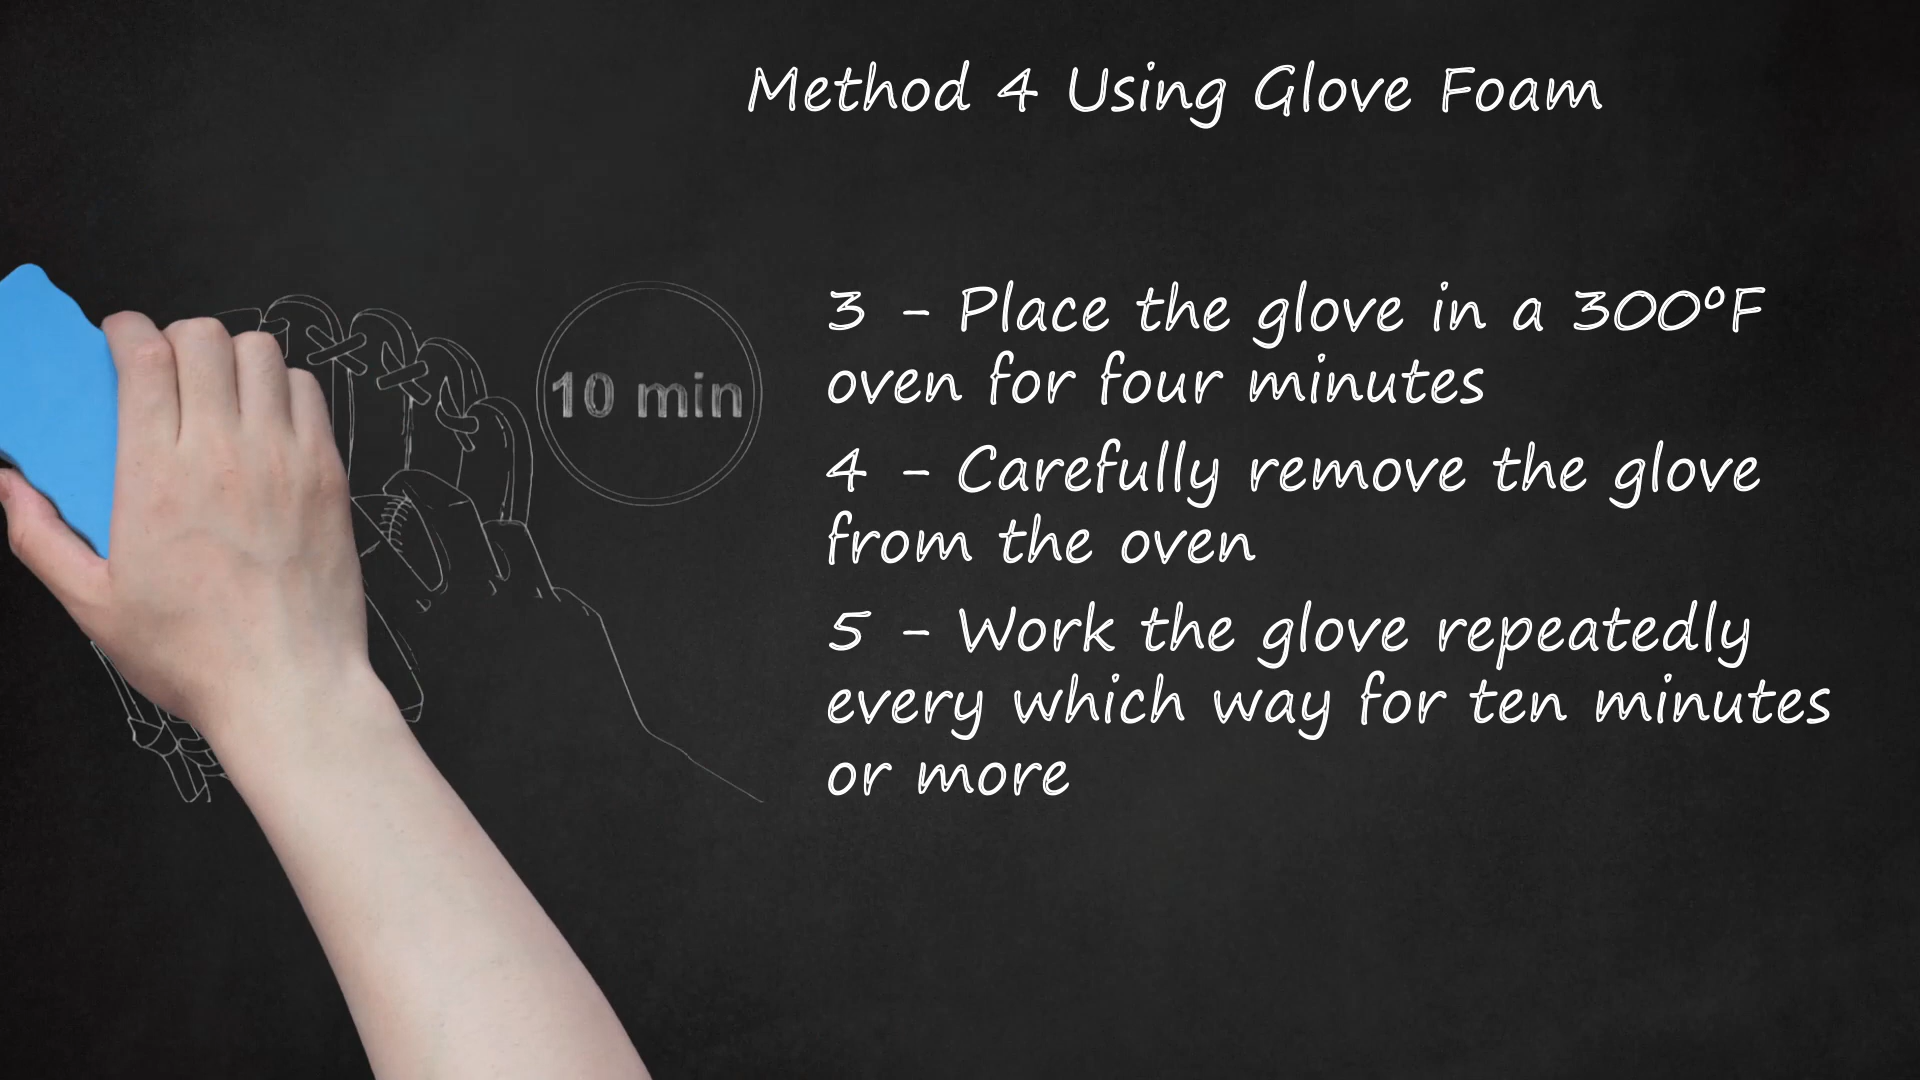 Method 4 Using Glove Foam
10 min
3 - Place the glove in a 300°F
oven for four minutes
4 - Carefully remove the glove
from the oven
5 - Work the glove repeatedly
every which way for ten minutes
or more